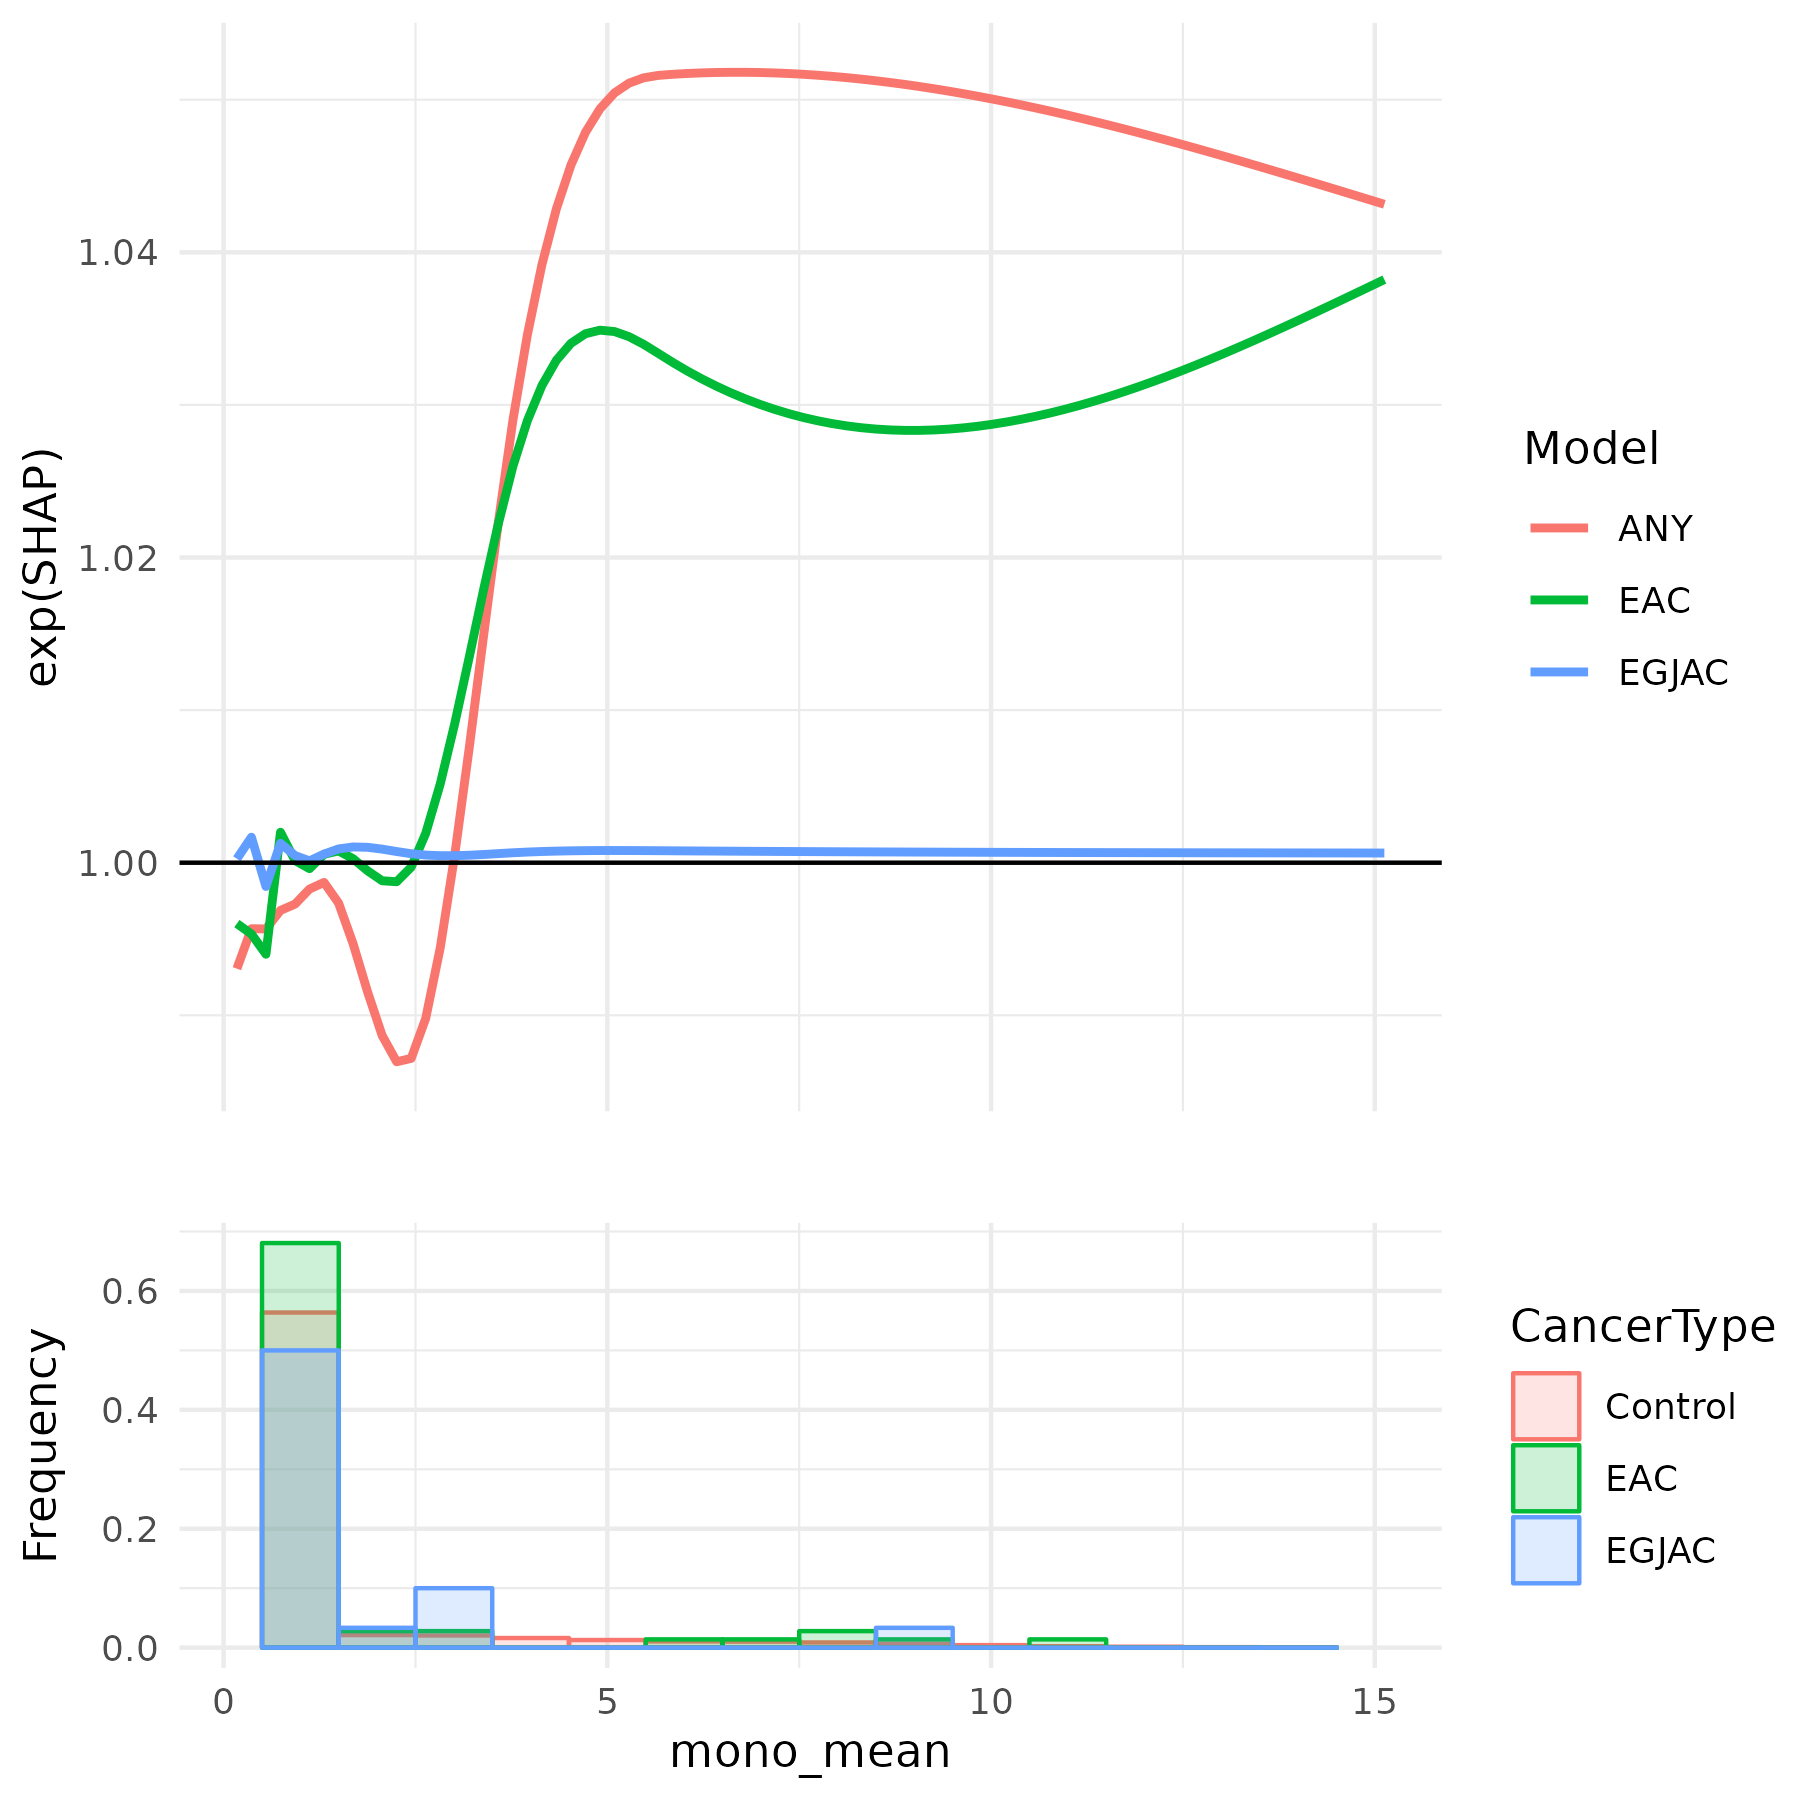 exp(SHAP)
1.04
1.02
1.00
Model
ANY
EAC
EGJAC
Frequency
0.6
0.4
0.2
0.0
0
5
10
15
mono_mean
CancerType
Control
EAC
EGJAC